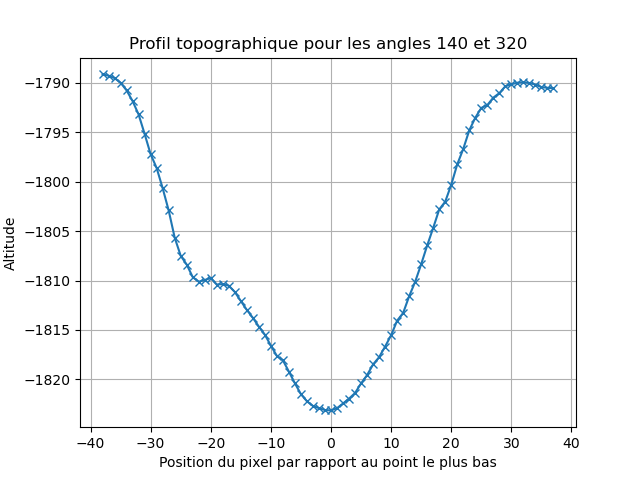 Profil topographique pour les angles 140 et 320
Altitude
−1790
−1795
−1800
−1805
−1810
−1815
−1820
−40 −30 −20 −10 0 10 20 30 40
Position du pixel par rapport au point le plus bas